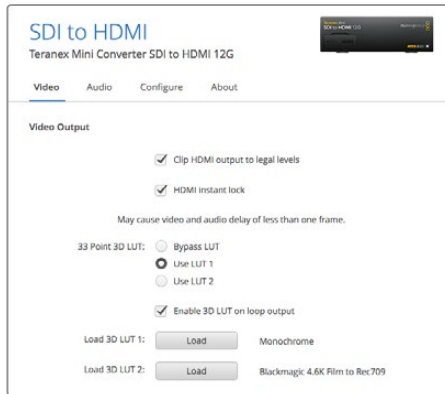 SDI to HDMI
Teranex Mini Converter SDI to HDMI 12G
Video Audio Configure About
Video Output
Clip HDMI output to legal levels
HDMI instant lock
May cause video and audio delay of less than one frame.
33 Point 3D LUT: Bypass LUT
Use LUT 1
Use LUT 2
Enable 3D LUT on loop output
Load 3D LUT 1: Load Monochrome
Load 3D LUT 2: Load Blackmagic 4.6K Film to Rec709